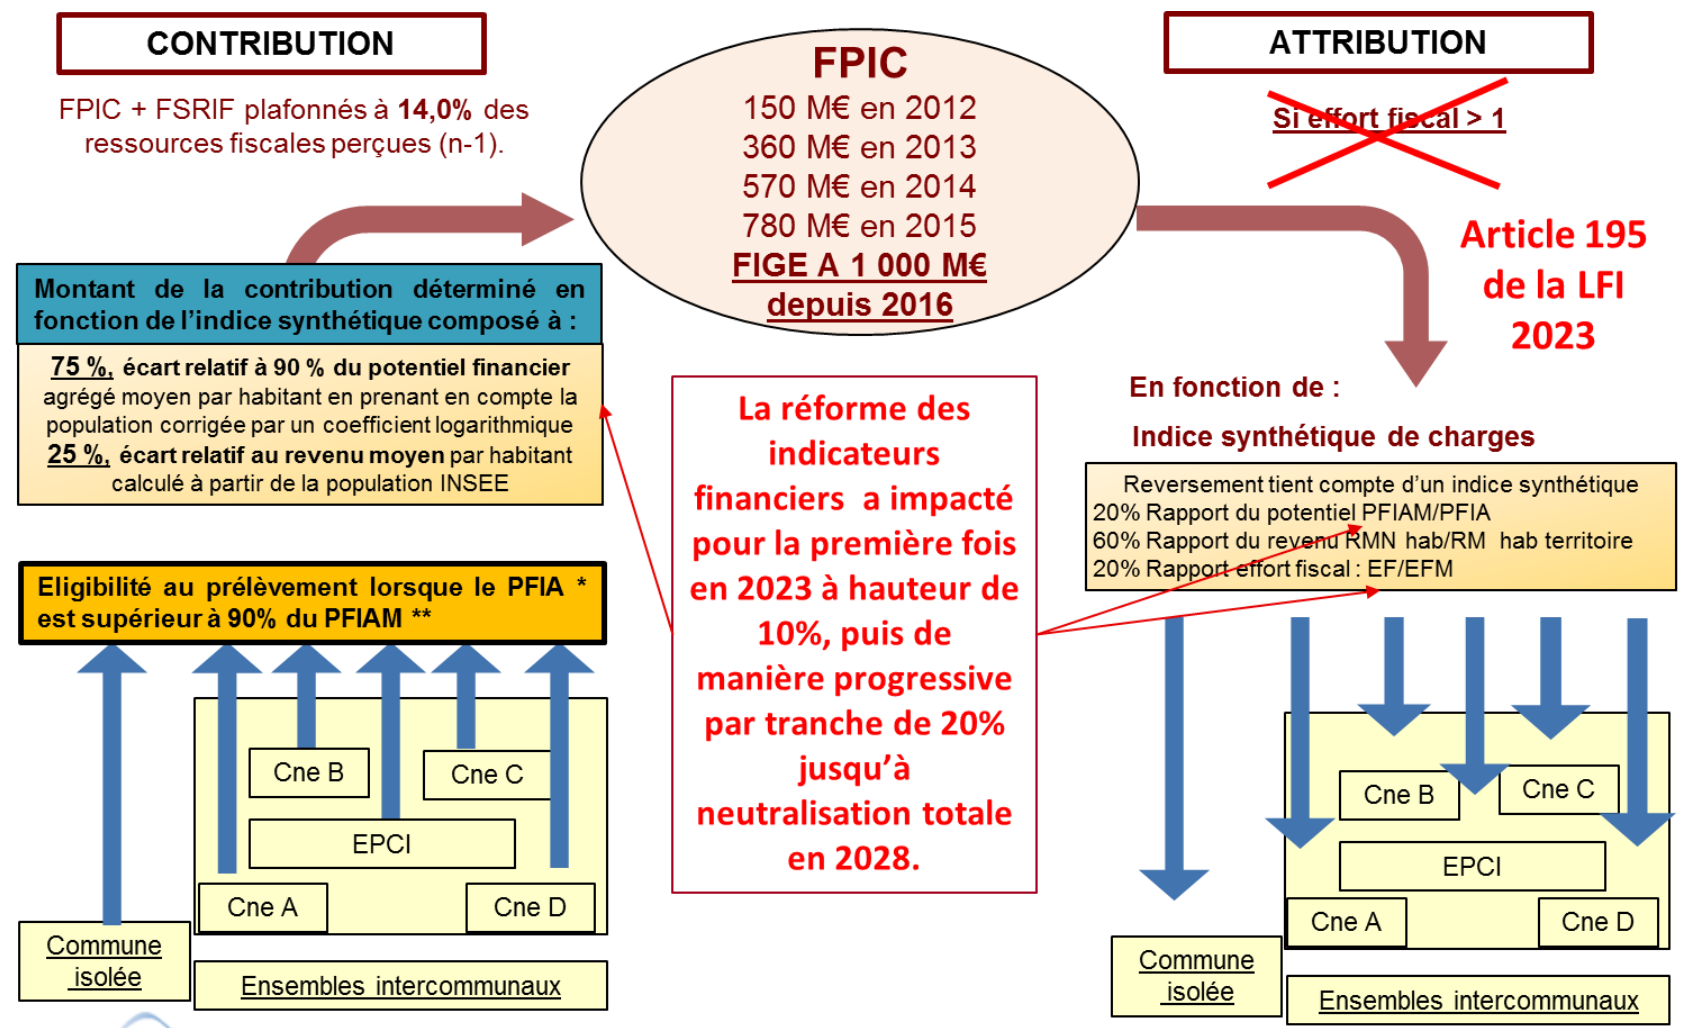 CONTRIBUTION
FPIC + FSRIF plafonnés à 14,0% des
ressources fiscales perçues (n-1).
FPIC
150 M€ en 2012
360 M€ en 2013
570 M€ en 2014
780 M€ en 2015
FIGE A 1 000 M€
depuis 2016
ATTRIBUTION
Si effort fiscal > 1
Article 195
de la LFI
2023
Montant de la contribution déterminé en
fonction de l'indice synthétique composé à :
75 %, écart relatif à 90 % du potentiel financier
agrégé moyen par habitant en prenant en compte la
population corrigée par un coefficient logarithmique
25 %, écart relatif au revenu moyen par habitant
calculé à partir de la population INSEE
Eligibilité au prélèvement lorsque le PFIA *
est supérieur à 90% du PFIAM **
Cne B
Cne C
EPCI
Cne A
Cne D
Commune
isolée
Ensembles intercommunaux
La réforme des
indicateurs
financiers a impacté
pour la première fois
en 2023 à hauteur de
10%, puis de
manière progressive
par tranche de 20%
jusqu'à
neutralisation totale
en 2028.
En fonction de :
Indice synthétique de charges
Reversement tient compte d'un indice synthétique
20% Rapport du potentiel PFIAM/PFIA
60% Rapport du revenu RMN hab/RM hab territoire
20% Rapport effort fiscal : EF/EFM
Cne B
Cne C
EPCI
Cne A
Cne D
Commune
isolée
Ensembles intercommunaux